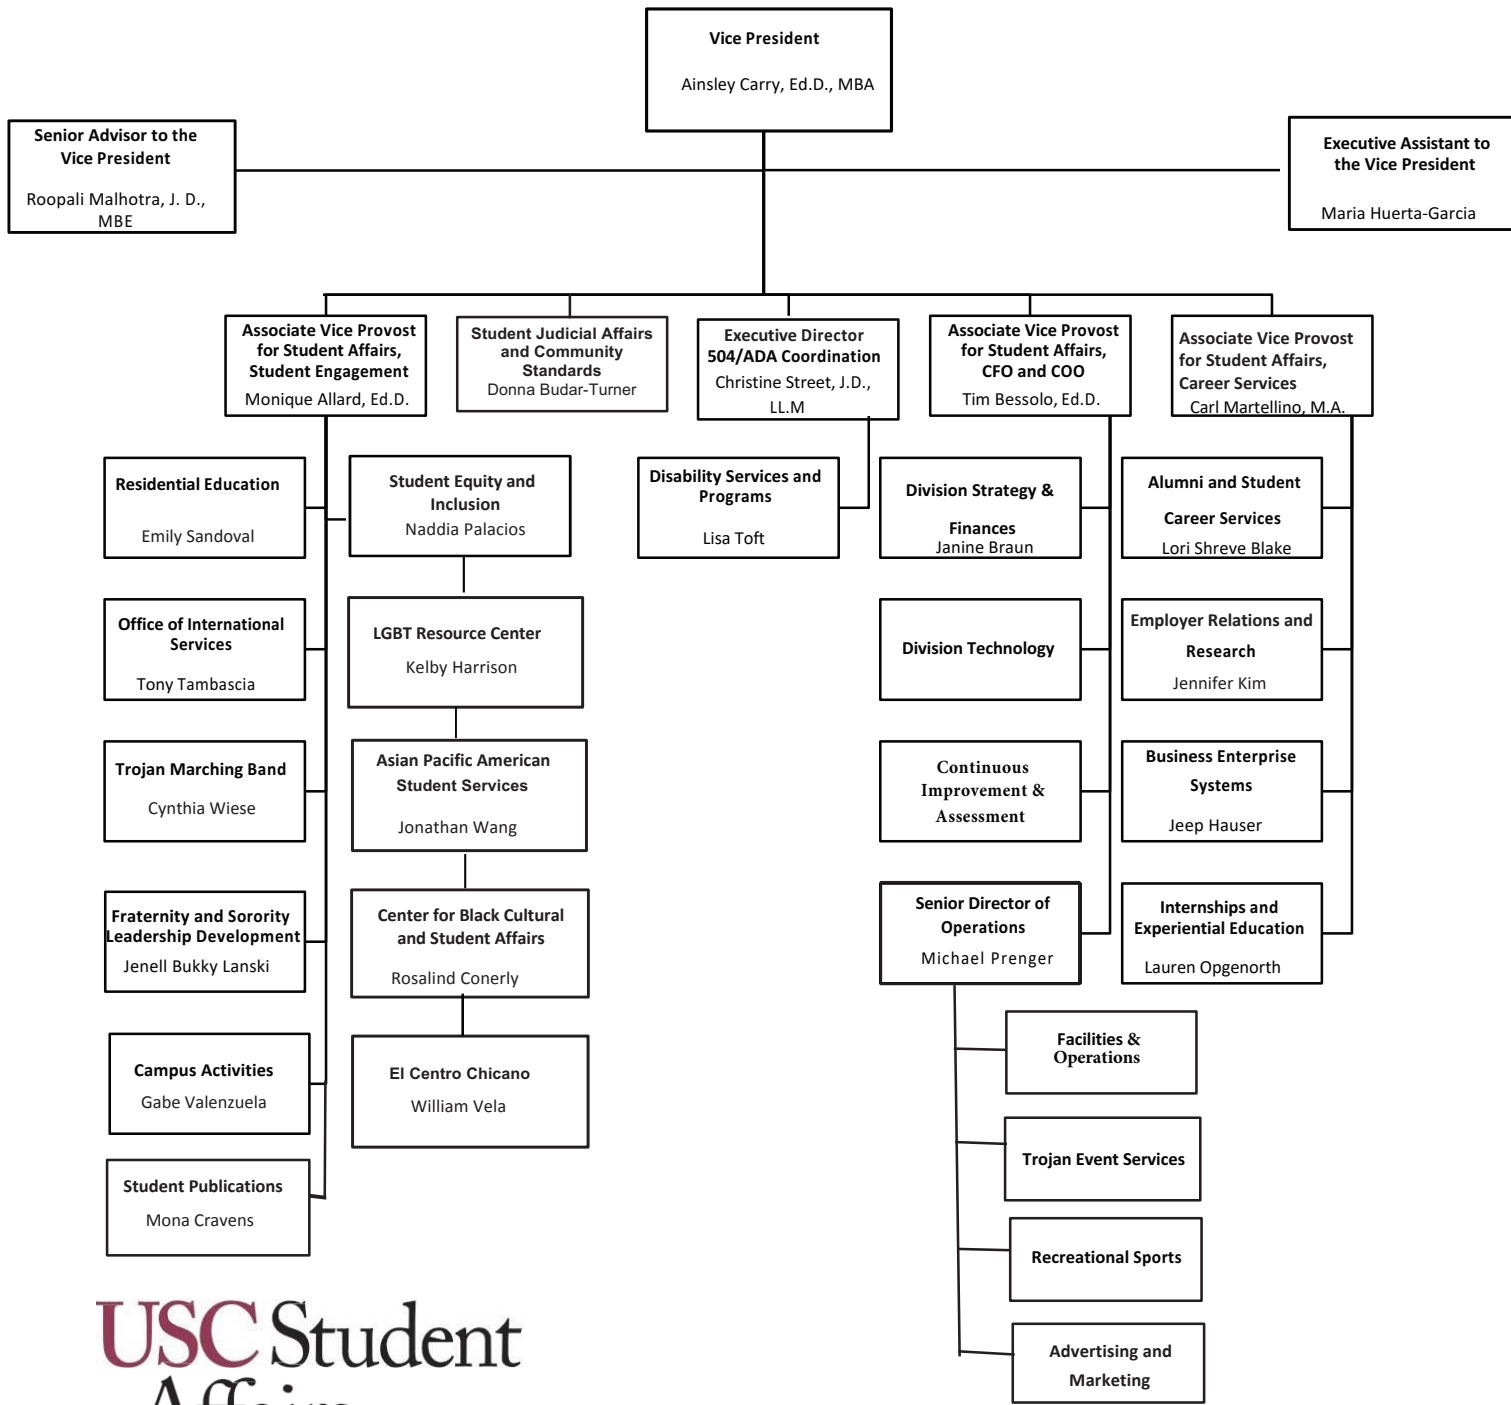 Vice President
Ainsley Carry, Ed.D., MBA
Senior Advisor to the
Vice President
Roopali Malhotra, J. D.,
MBE
Executive Assistant to
the Vice President
Maria Huerta-Garcia
Associate Vice Provost
for Student Affairs,
Student Engagement
Monique Allard, Ed.D.
Student Judicial Affairs
and Community
Standards
Donna Budar-Turner
Executive Director
504/ADA Coordination
Christine Street, J.D.,
LL.M
Associate Vice Provost
for Student Affairs,
CFO and COO
Tim Bessolo, Ed.D.
Associate Vice Provost
for Student Affairs,
Career Services
Carl Martellino, M.A.
Residential Education
Emily Sandoval
Student Equity and
Inclusion
Naddia Palacios
Disability Services and
Programs
Lisa Toft
Division Strategy &
Finances
Janine Braun
Alumni and Student
Career Services
Lori Shreve Blake
Office of International
Services
Tony Tambascia
LGBT Resource Center
Kelby Harrison
Division Technology
Employer Relations and
Research
Jennifer Kim
Trojan Marching Band
Cynthia Wiese
Asian Pacific American
Student Services
Jonathan Wang
Continuous
Improvement &
Assessment
Business Enterprise
Systems
Jeep Hauser
Fraternity and Sorority
Leadership Development
Jenell Bukky Lanski
Center for Black Cultural
and Student Affairs
Rosalind Conerly
Senior Director of
Operations
Michael Prenger
Internships and
Experiential Education
Lauren Opgenorth
Campus Activities
Gabe Valenzuela
El Centro Chicano
William Vela
Facilities &
Operations
Student Publications
Mona Cravens
Trojan Event Services
Recreational Sports
Advertising and
Marketing
USC Student
Affairs